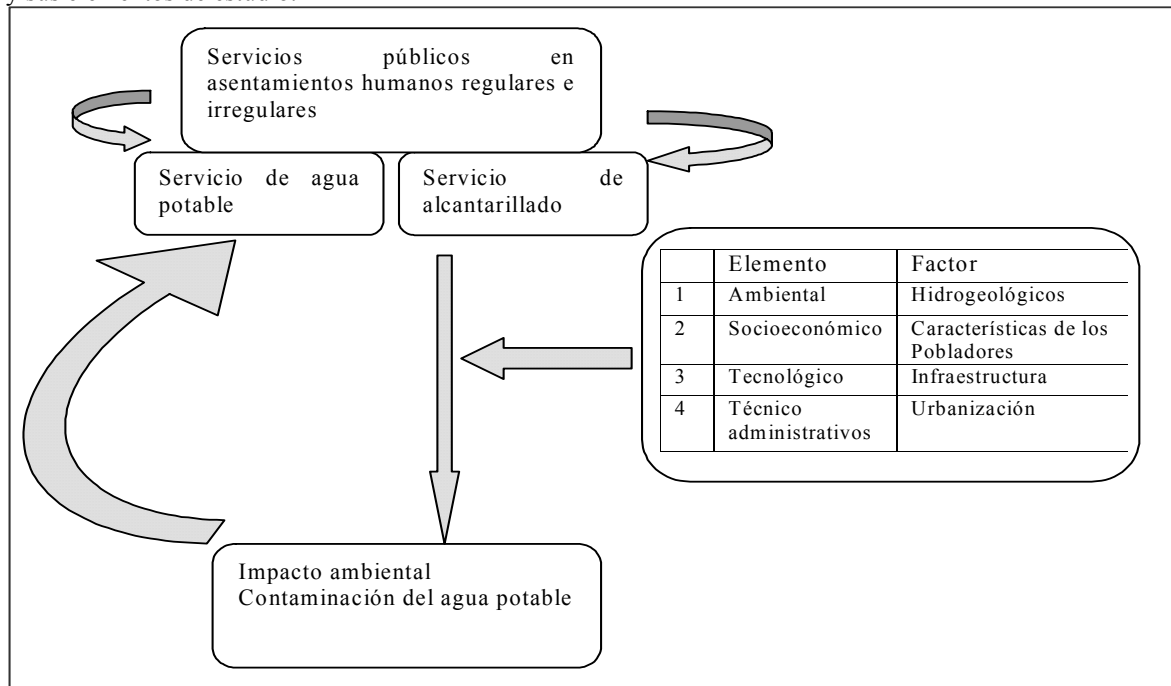 Servicios públicos en
asentamientos humanos regulares e
irregulares
Servicio de agua
potable
Servicio de
alcantarillado
Elemento Factor
1 Ambiental Hidrogeológicos
2 Socioeconómico Características de los
Pobladores
3 Tecnológico Infraestructura
4 Técnico Urbanización
administrativos
Impacto ambiental
Contaminación del agua potable